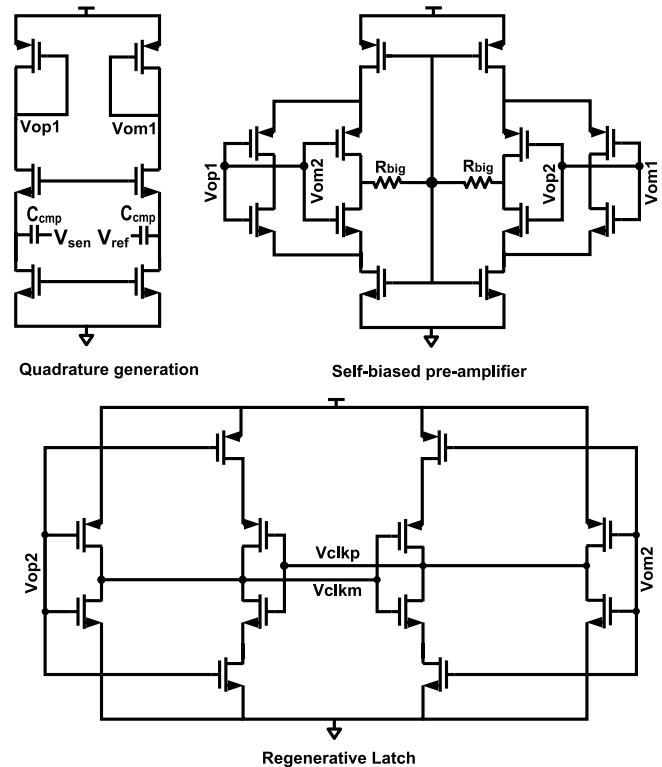 Vop1
Vom1
Ccmp
Ccmp
Vsen
Vref
Quadrature generation
Vop1
Vom2
Rbig
Rbig
Vop2
Vom1
Self-biased pre-amplifier
Vop2
Vclkp
Vclkm
Vom2
Regenerative Latch